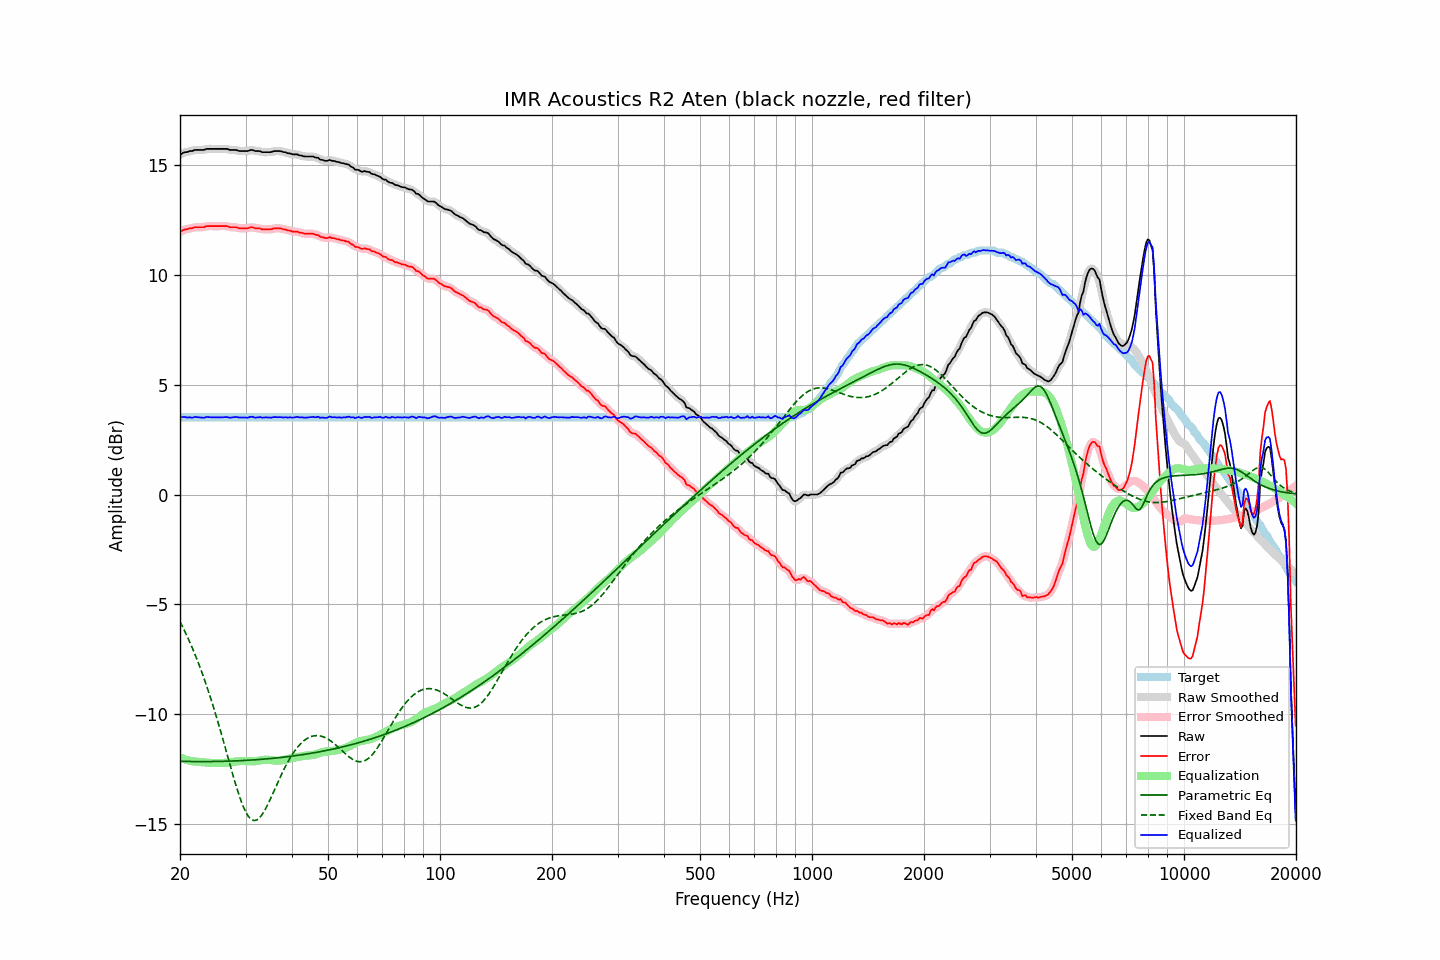 IMR Acoustics R2 Aten (black nozzle, red filter)
Amplitude (dBr)
15
10
5
0
−5
−10
−15
20
50
100
200
500
1000
2000
5000
10000
20000
Frequency (Hz)
Target
Raw Smoothed
Error Smoothed
Raw
Error
Equalization
Parametric Eq
Fixed Band Eq
Equalized